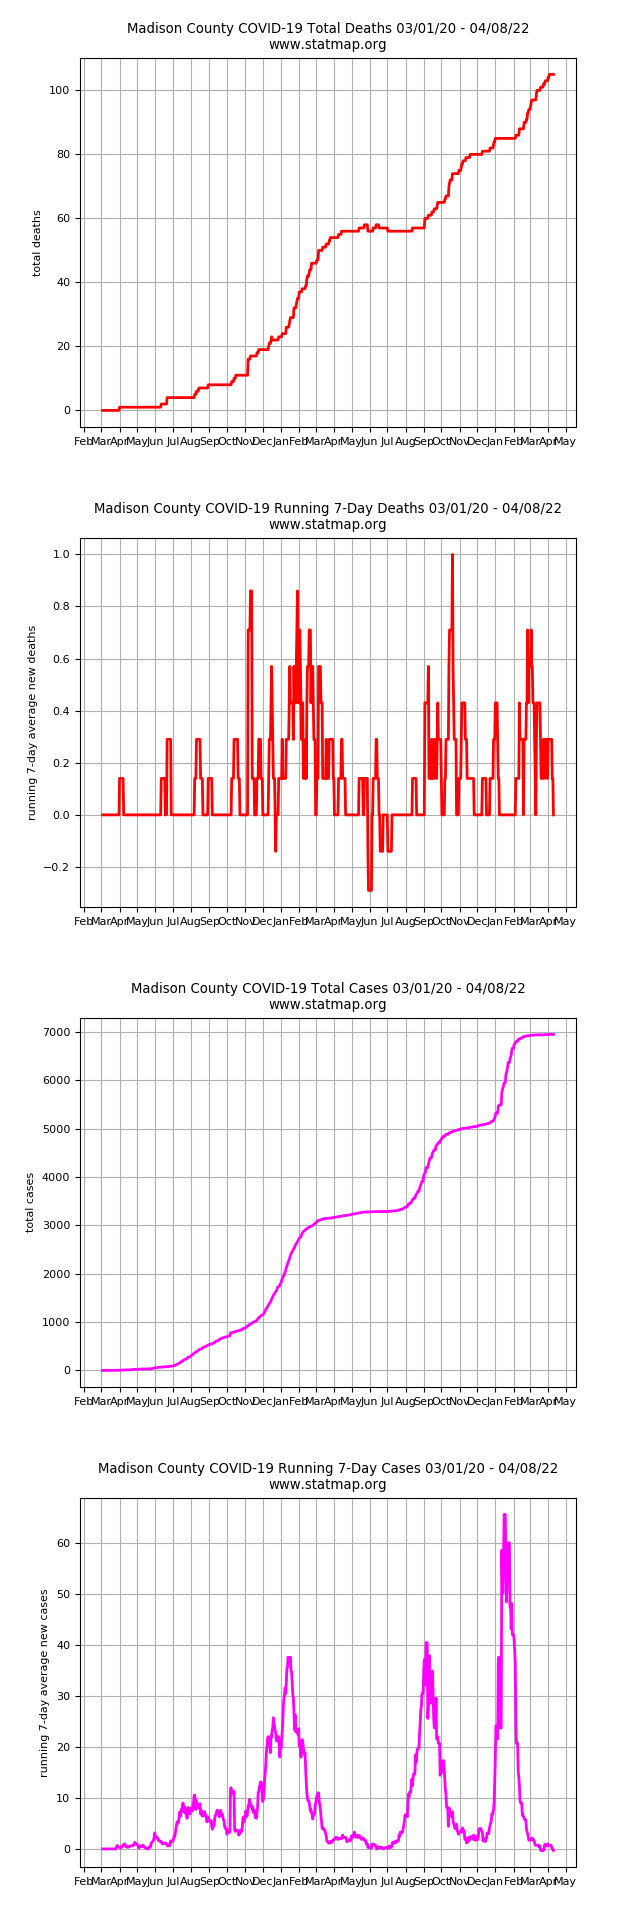 Madison County COVID-19 Total Deaths 03/01/20 - 04/08/22
www.statmap.org
100
80
60
40
20
0
total deaths
Feb Mar Apr May Jun Jul Aug Sep Oct Nov Dec Jan Feb Mar Apr May Jun Jul Aug Sep Oct Nov Dec Jan Feb Mar Apr May
Madison County COVID-19 Running 7-Day Deaths 03/01/20 - 04/08/22
www.statmap.org
1.0
0.8
0.6
0.4
0.2
0.0
−0.2
running 7-day average new deaths
Feb Mar Apr May Jun Jul Aug Sep Oct Nov Dec Jan Feb Mar Apr May Jun Jul Aug Sep Oct Nov Dec Jan Feb Mar Apr May
Madison County COVID-19 Total Cases 03/01/20 - 04/08/22
www.statmap.org
7000
6000
5000
4000
3000
2000
1000
0
total cases
Feb Mar Apr May Jun Jul Aug Sep Oct Nov Dec Jan Feb Mar Apr May Jun Jul Aug Sep Oct Nov Dec Jan Feb Mar Apr May
Madison County COVID-19 Running 7-Day Cases 03/01/20 - 04/08/22
www.statmap.org
60
50
40
30
20
10
0
running 7-day average new cases
Feb Mar Apr May Jun Jul Aug Sep Oct Nov Dec Jan Feb Mar Apr May Jun Jul Aug Sep Oct Nov Dec Jan Feb Mar Apr May